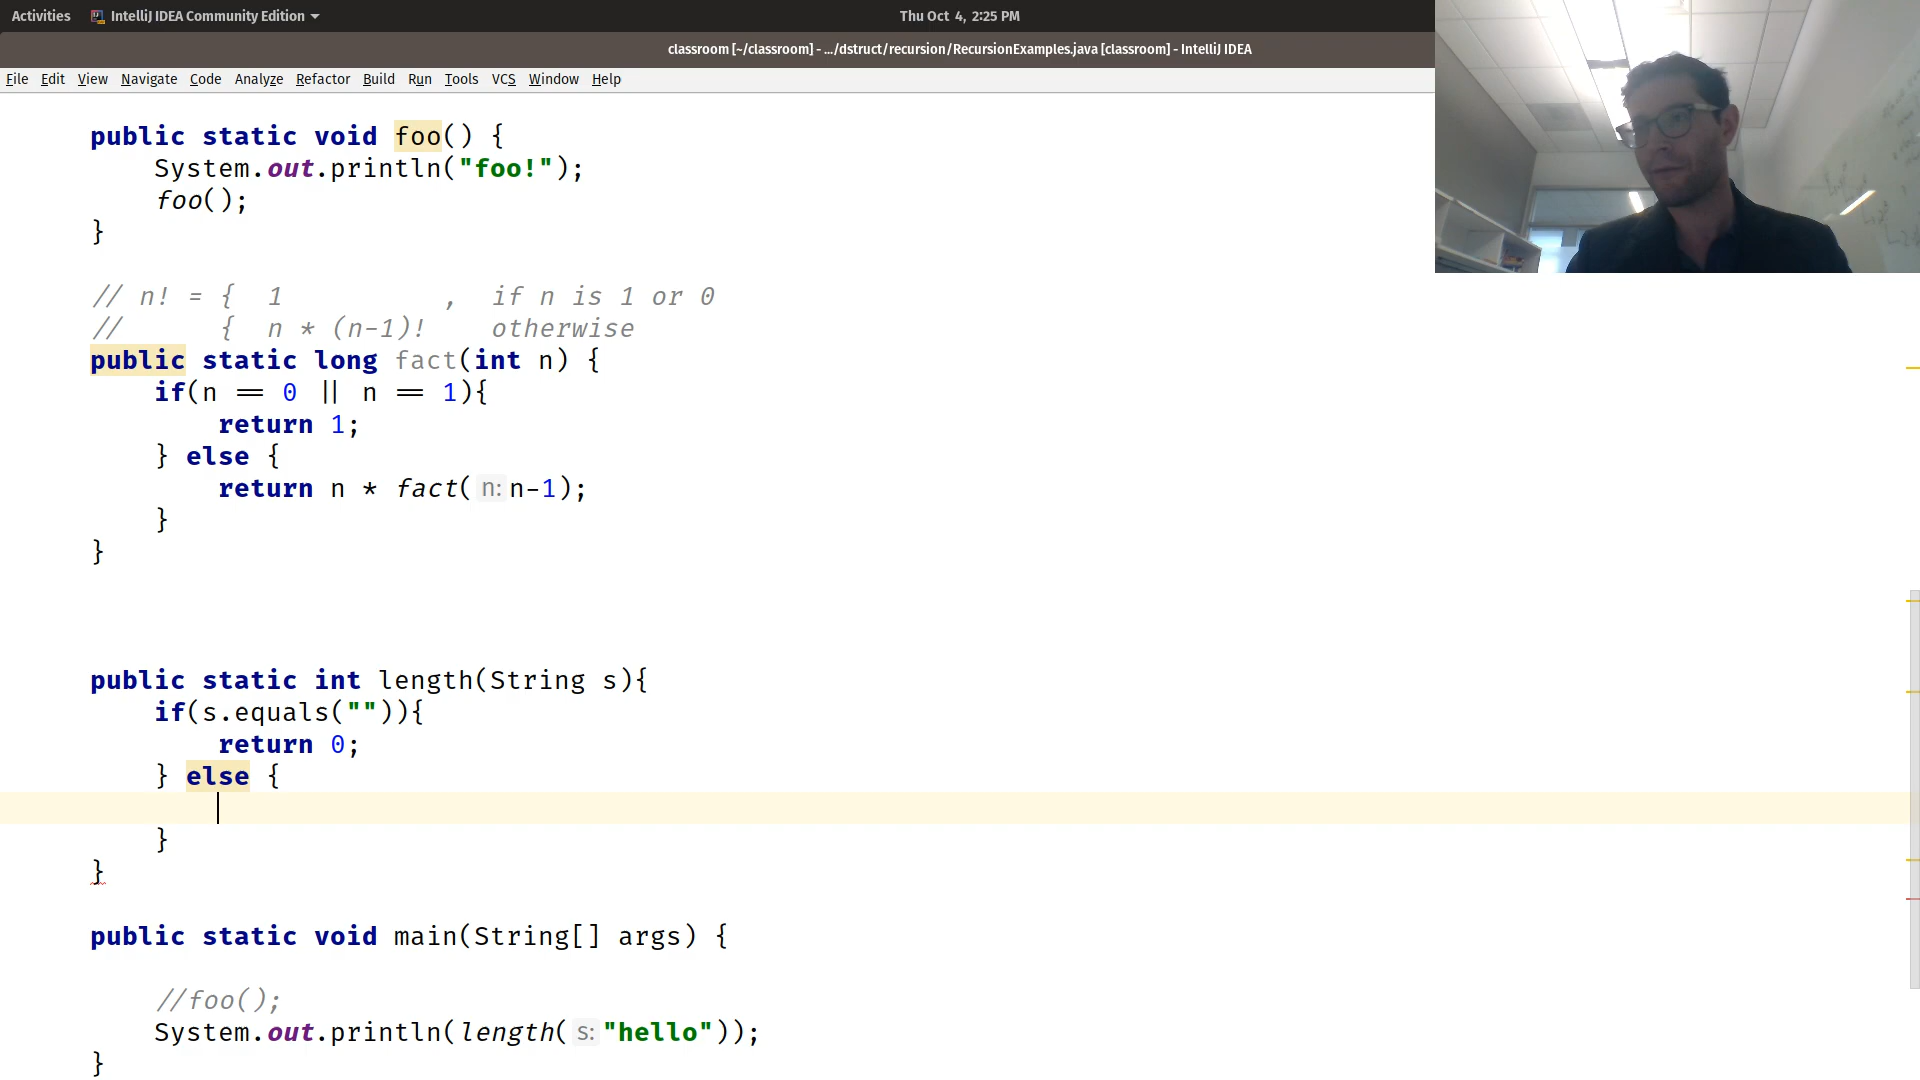 Activities IntelliJ IDEA Community Edition Thu Oct 4, 2:25 PM
classroom [~/classroom] - .../dstruct/recursion/RecursionExamples.java [classroom] - IntelliJ IDEA
File Edit View Navigate Code Analyze Refactor Build Run Tools VCS Window Help
public static void foo() {
System.out.println("foo!");
foo();
}
// n! = { 1 , if n is 1 or 0
// { n * (n-1)! otherwise
public static long fact(int n) {
if(n == 0 || n == 1){
return 1;
} else {
return n * fact( n: n-1);
}
}
public static int length(String s){
if(s.equals("")){
return 0;
} else {
}
}
public static void main(String[] args) {
//foo();
System.out.println(length( s: "hello"));
}